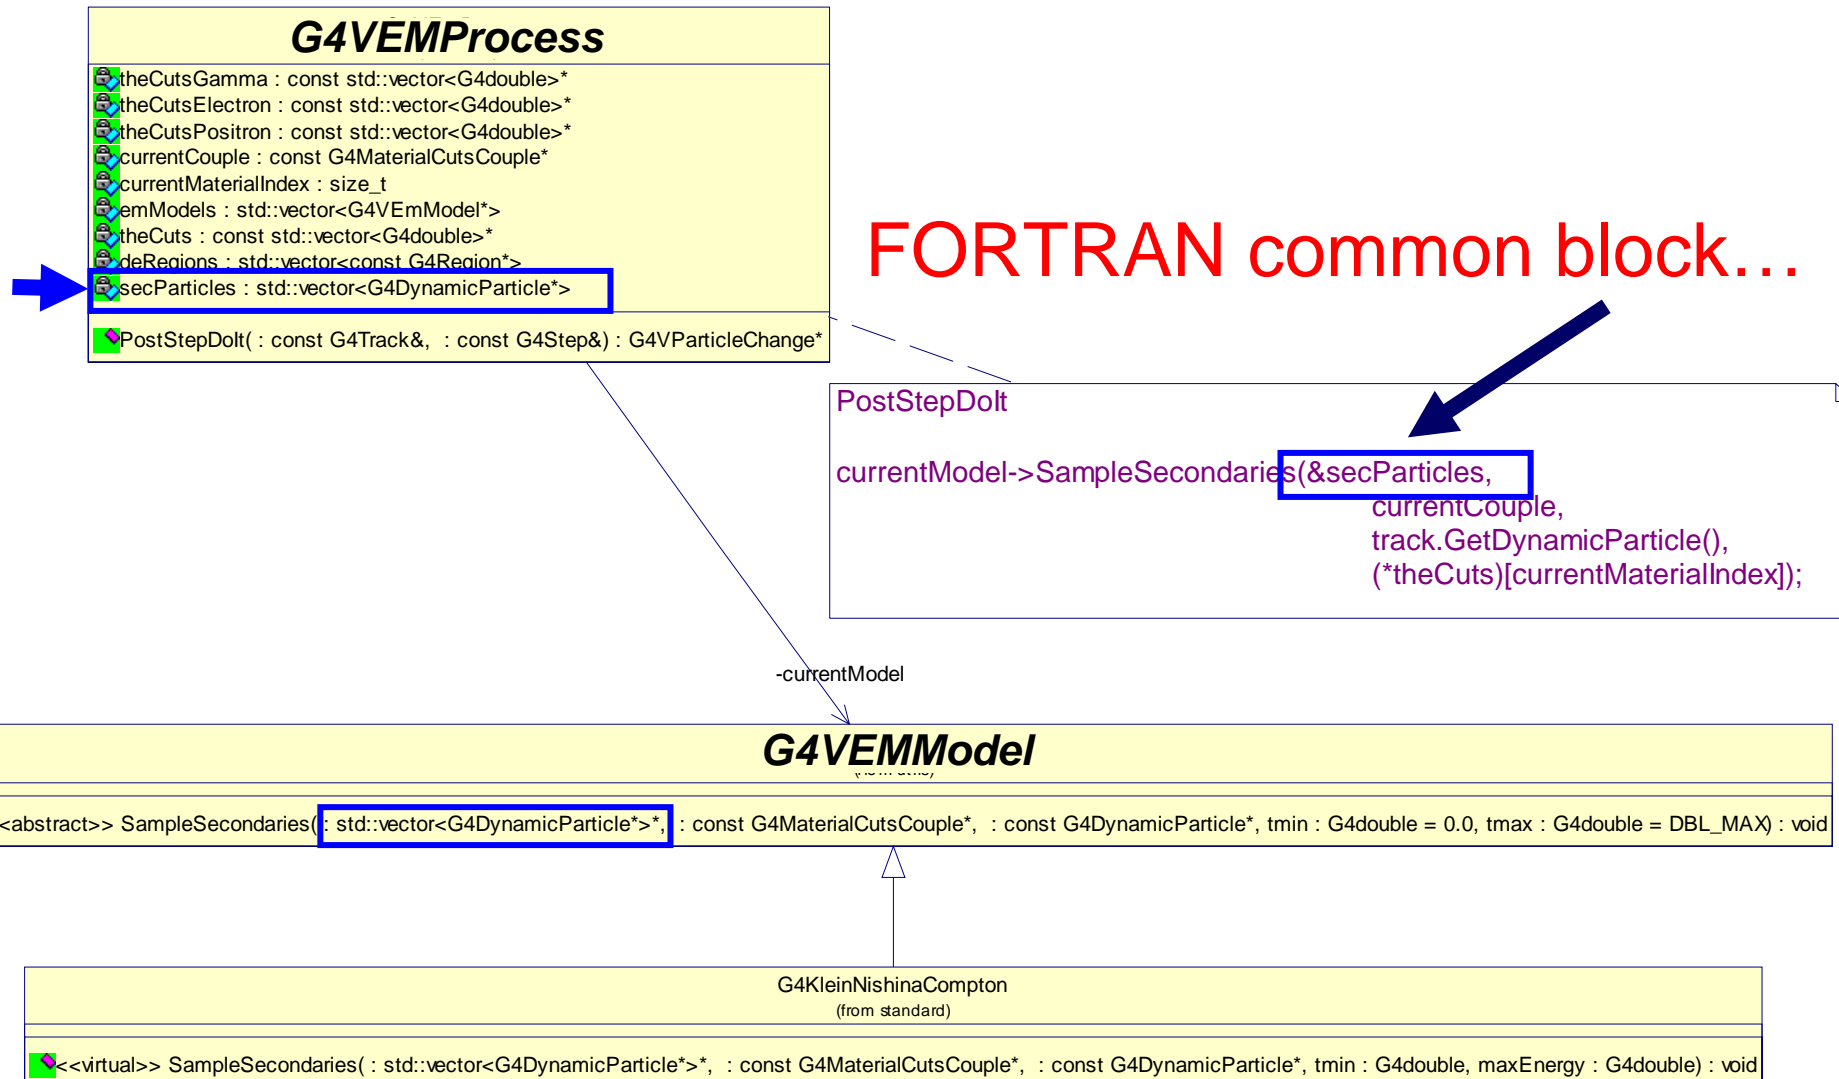 G4VEMProcess
theCutsGamma : const std::vector<G4double>*
theCutsElectron : const std::vector<G4double>*
theCutsPositron : const std::vector<G4double>*
currentCouple : const G4MaterialCutsCouple*
currentMaterialIndex : size_t
emModels : std::vector<G4VEmModel*>
theCuts : const std::vector<G4double>*
deRegions : std::vector<const G4Region*>
secParticles : std::vector<G4DynamicParticle*>
PostStepDoIt( : const G4Track&, : const G4Step&) : G4VParticleChange*
FORTRAN common block…
PostStepDoIt
currentModel->SampleSecondaries(&secParticles,
currentCouple,
track.GetDynamicParticle(),
(*theCuts)[currentMaterialIndex]);
-currentModel
G4VEMModel
<abstract>> SampleSecondaries( : std::vector<G4DynamicParticle*>*, : const G4MaterialCutsCouple*, : const G4DynamicParticle*, tmin : G4double = 0.0, tmax : G4double = DBL_MAX) : void
G4KleinNishinaCompton
(from standard)
<<virtual>> SampleSecondaries( : std::vector<G4DynamicParticle*>*, : const G4MaterialCutsCouple*, : const G4DynamicParticle*, tmin : G4double, maxEnergy : G4double) : void